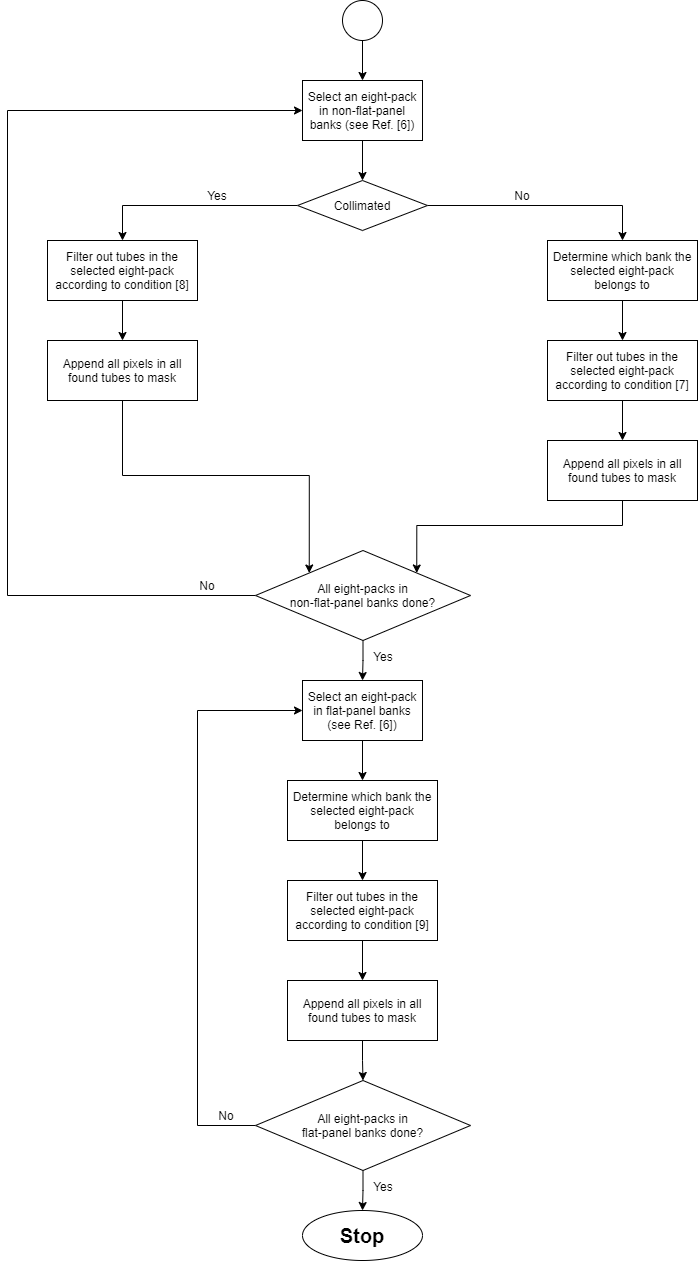 Select an eight-pack
in non-flat-panel
banks (see Ref. [6])
Collimated
Yes
No
Filter out tubes in the
selected eight-pack
according to condition [8]
Determine which bank the
selected eight-pack
belongs to
Append all pixels in all
found tubes to mask
Filter out tubes in the
selected eight-pack
according to condition [7]
Append all pixels in all
found tubes to mask
All eight-packs in
non-flat-panel banks done?
No
Yes
Select an eight-pack
in flat-panel banks
(see Ref. [6])
Determine which bank the
selected eight-pack
belongs to
Filter out tubes in the
selected eight-pack
according to condition [9]
Append all pixels in all
found tubes to mask
All eight-packs in
flat-panel banks done?
No
Yes
Stop